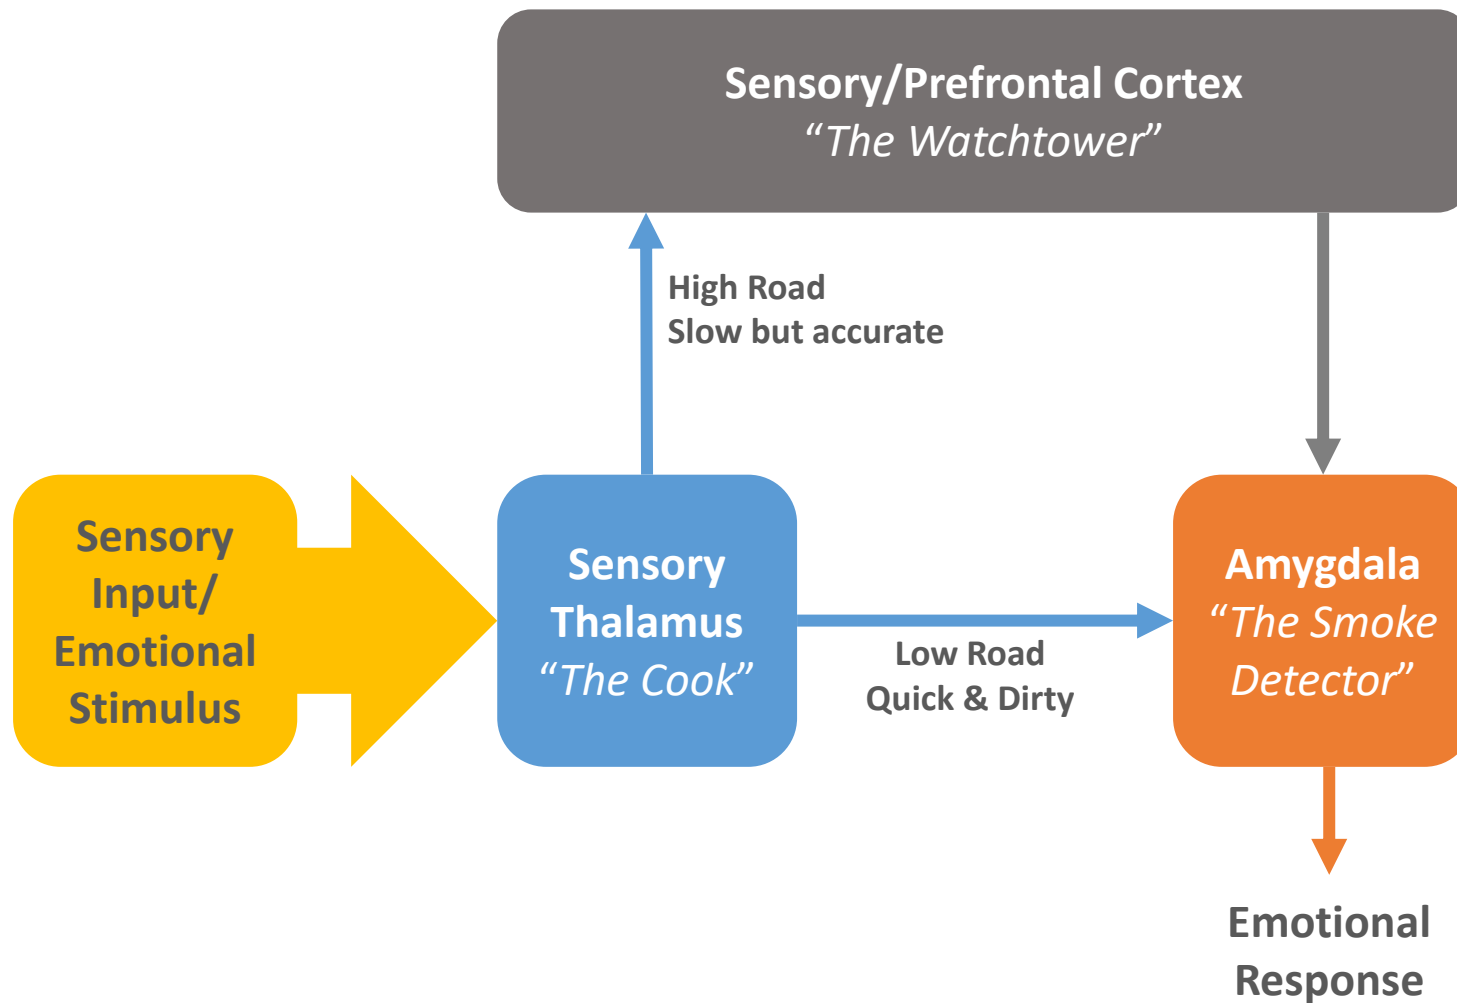 Sensory/Prefrontal Cortex
“The Watchtower”
High Road
Slow but accurate
Sensory
Input/
Emotional
Stimulus
Sensory
Thalamus
“The Cook”
Low Road
Quick & Dirty
Amygdala
“The Smoke
Detector”
Emotional
Response